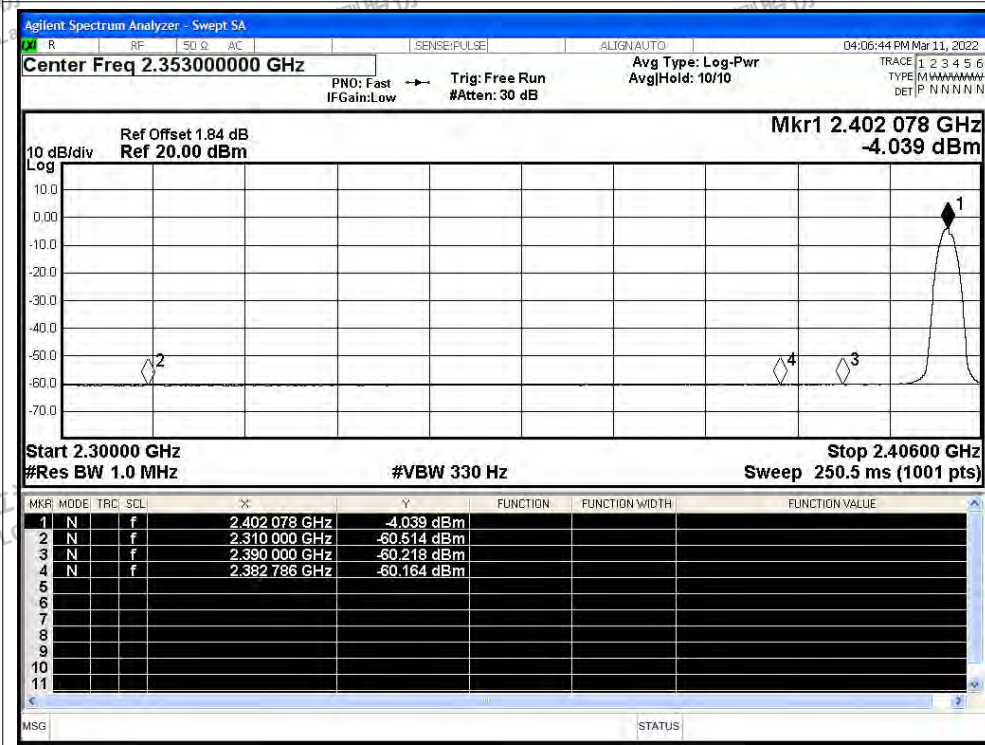 Agilent Spectrum Analyzer - Swept SA
LXI R RF 50 Ω AC SENSE:PULSE ALIGN AUTO 04:06:44 PM Mar 11, 2022
Center Freq 2.353000000 GHz
PNO: Fast
IFGain:Low
Trig: Free Run
#Atten: 30 dB
Avg Type: Log-Pwr
Avg|Hold: 10/10
TRACE 1 2 3 4 5 6
TYPE M WWWWWW
DET P N N N N N
Ref Offset 1.84 dB
10 dB/div Ref 20.00 dBm
Log
Mkr1 2.402 078 GHz
-4.039 dBm
10.0
0.00
-10.0
-20.0
-30.0
-40.0
-50.0
-60.0
-70.0
1
2
4
3
Start 2.30000 GHz Stop 2.40600 GHz
#Res BW 1.0 MHz #VBW 330 Hz Sweep 250.5 ms (1001 pts)
MKR MODE TRC SCL X Y FUNCTION FUNCTION WIDTH FUNCTION VALUE
1 N f 2.402 078 GHz -4.039 dBm
2 N f 2.310 000 GHz -60.514 dBm
3 N f 2.390 000 GHz -60.218 dBm
4 N f 2.382 786 GHz -60.164 dBm
5
6
7
8
9
10
11
MSG STATUS